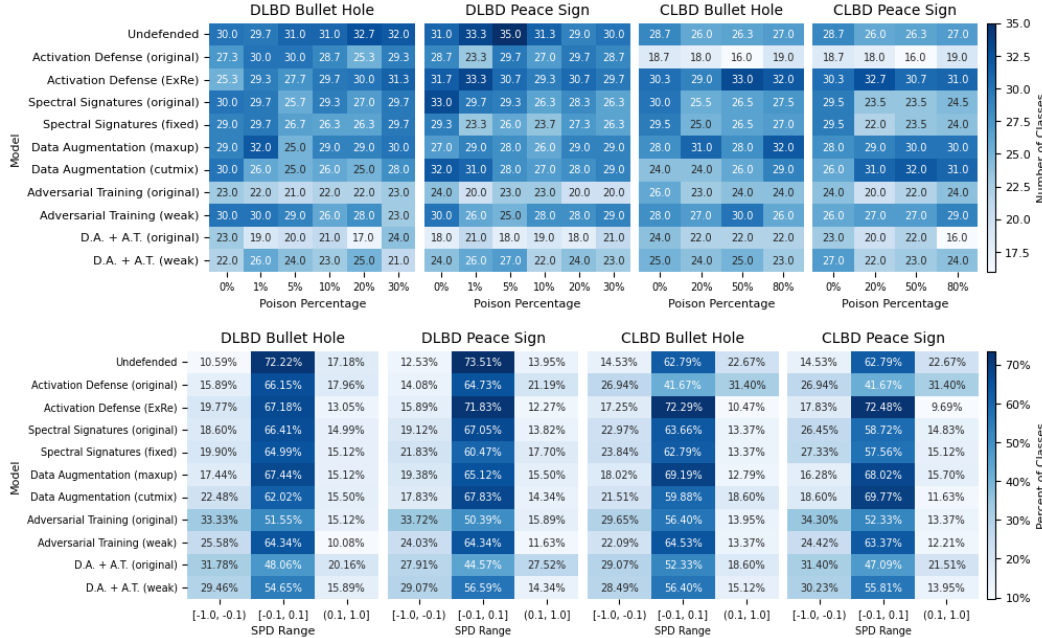 DLBD Bullet Hole DLBD Peace Sign CLBD Bullet Hole CLBD Peace Sign
Undefended 30.0 29.7 31.0 31.0 32.7 32.0 31.0 33.3 35.0 31.3 29.0 30.0 28.7 26.0 26.3 27.0 28.7 26.0 26.3 27.0
Activation Defense (original) 27.3 30.0 30.0 28.7 25.3 29.3 28.7 23.3 29.7 27.0 29.7 28.7 18.7 18.0 16.0 19.0 18.7 18.0 16.0 19.0
Activation Defense (ExRe) 25.3 29.3 27.7 29.7 30.0 31.3 31.7 33.3 30.7 29.3 30.7 29.7 30.3 29.0 33.0 32.0 30.3 32.7 30.7 31.0
Spectral Signatures (original) 30.0 29.7 25.7 29.3 27.0 29.7 33.0 29.7 29.3 26.3 28.3 26.3 30.0 25.5 26.5 27.5 29.5 23.5 23.5 24.5
Spectral Signatures (fixed) 29.0 29.7 26.7 26.3 26.3 29.7 29.3 23.3 26.0 23.7 27.3 26.3 29.5 25.0 26.5 27.0 29.5 22.0 23.5 24.0
Data Augmentation (maxup) 29.0 32.0 25.0 29.0 29.0 30.0 27.0 29.0 28.0 26.0 29.0 29.0 28.0 31.0 28.0 32.0 26.0 28.0 30.0 30.0
Data Augmentation (cutmix) 30.0 26.0 25.0 26.0 25.0 28.0 32.0 31.0 28.0 27.0 28.0 29.0 24.0 24.0 26.0 29.0 26.0 31.0 32.0 31.0
Adversarial Training (original) 23.0 22.0 21.0 22.0 22.0 23.0 24.0 20.0 23.0 23.0 20.0 20.0 26.0 23.0 24.0 24.0 24.0 20.0 22.0 24.0
Adversarial Training (weak) 30.0 30.0 29.0 26.0 28.0 23.0 30.0 26.0 25.0 28.0 28.0 29.0 28.0 27.0 30.0 26.0 26.0 27.0 27.0 29.0
D.A. + A.T. (original) 23.0 19.0 20.0 21.0 17.0 24.0 18.0 21.0 18.0 19.0 18.0 21.0 24.0 22.0 22.0 22.0 23.0 20.0 22.0 16.0
D.A. + A.T. (weak) 22.0 26.0 24.0 23.0 25.0 21.0 24.0 26.0 27.0 22.0 24.0 23.0 25.0 24.0 25.0 23.0 27.0 22.0 23.0 24.0
Model
0% 1% 5% 10% 20% 30% 0% 1% 5% 10% 20% 30% 0% 20% 50% 80% 0% 20% 50% 80%
Poison Percentage Poison Percentage Poison Percentage Poison Percentage
35.0
32.5
30.0
27.5
25.0
22.5
20.0
17.5
Number of Classes
DLBD Bullet Hole DLBD Peace Sign CLBD Bullet Hole CLBD Peace Sign
Undefended 10.59% 72.22% 17.18% 12.53% 73.51% 13.95% 14.53% 62.79% 22.67% 14.53% 62.79% 22.67%
Activation Defense (original) 15.89% 66.15% 17.96% 14.08% 64.73% 21.19% 26.94% 41.67% 31.40% 26.94% 41.67% 31.40%
Activation Defense (ExRe) 19.77% 67.18% 13.05% 15.89% 71.83% 12.27% 17.25% 72.29% 10.47% 17.83% 72.48% 9.69%
Spectral Signatures (original) 18.60% 66.41% 14.99% 19.12% 67.05% 13.82% 22.97% 63.66% 13.37% 26.45% 58.72% 14.83%
Spectral Signatures (fixed) 19.90% 64.99% 15.12% 21.83% 60.47% 17.70% 23.84% 62.79% 13.37% 27.33% 57.56% 15.12%
Data Augmentation (maxup) 17.44% 67.44% 15.12% 19.38% 65.12% 15.50% 18.02% 69.19% 12.79% 16.28% 68.02% 15.70%
Data Augmentation (cutmix) 22.48% 62.02% 15.50% 17.83% 67.83% 14.34% 21.51% 59.88% 18.60% 18.60% 69.77% 11.63%
Adversarial Training (original) 33.33% 51.55% 15.12% 33.72% 50.39% 15.89% 29.65% 56.40% 13.95% 34.30% 52.33% 13.37%
Adversarial Training (weak) 25.58% 64.34% 10.08% 24.03% 64.34% 11.63% 22.09% 64.53% 13.37% 24.42% 63.37% 12.21%
D.A. + A.T. (original) 31.78% 48.06% 20.16% 27.91% 44.57% 27.52% 29.07% 52.33% 18.60% 31.40% 47.09% 21.51%
D.A. + A.T. (weak) 29.46% 54.65% 15.89% 29.07% 56.59% 14.34% 28.49% 56.40% 15.12% 30.23% 55.81% 13.95%
Model
[-1.0, -0.1) [-0.1, 0.1] (0.1, 1.0] [-1.0, -0.1) [-0.1, 0.1] (0.1, 1.0] [-1.0, -0.1) [-0.1, 0.1] (0.1, 1.0] [-1.0, -0.1) [-0.1, 0.1] (0.1, 1.0]
SPD Range SPD Range SPD Range SPD Range
70%
60%
50%
40%
30%
20%
10%
Percent of Classes